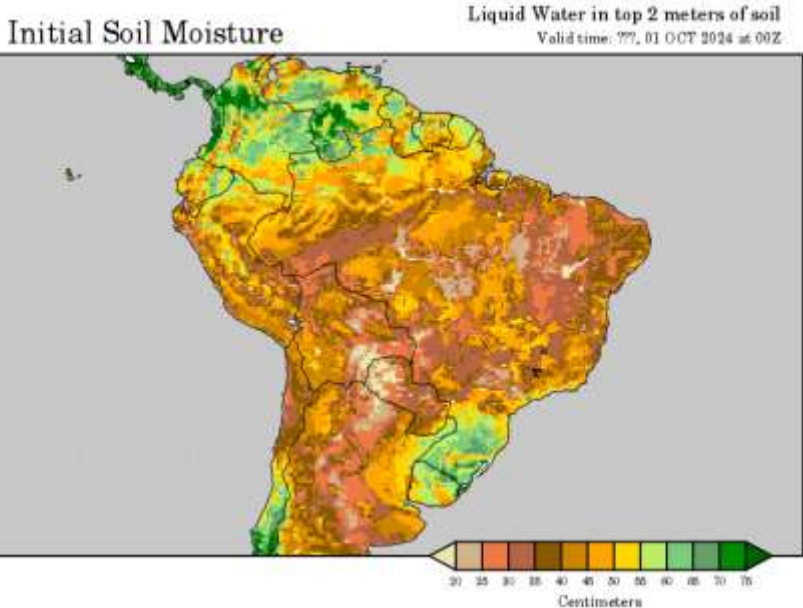 Initial Soil Moisture
Liquid Water in top 2 meters of soil
Valid time: ???, 01 OCT 2024 at 00Z
20 25 30 35 40 45 50 55 60 65 70 75
Centimeters